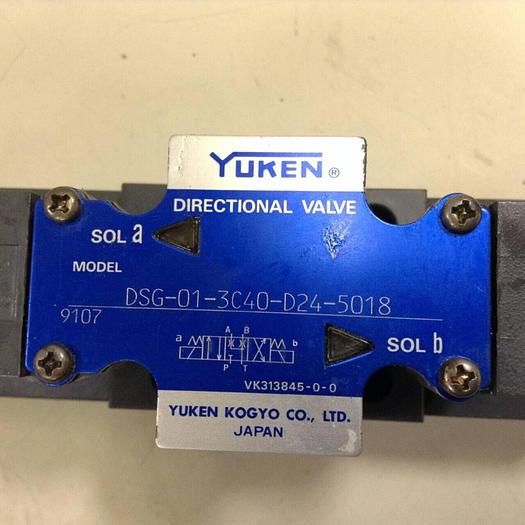 YUKEN®
DIRECTIONAL VALVE
SOL a
MODEL
DSG-01-3C40-D24-5018
9107
A B
a b
P T
SOL b
VK313845-0-0
YUKEN KOGYO CO., LTD.
JAPAN